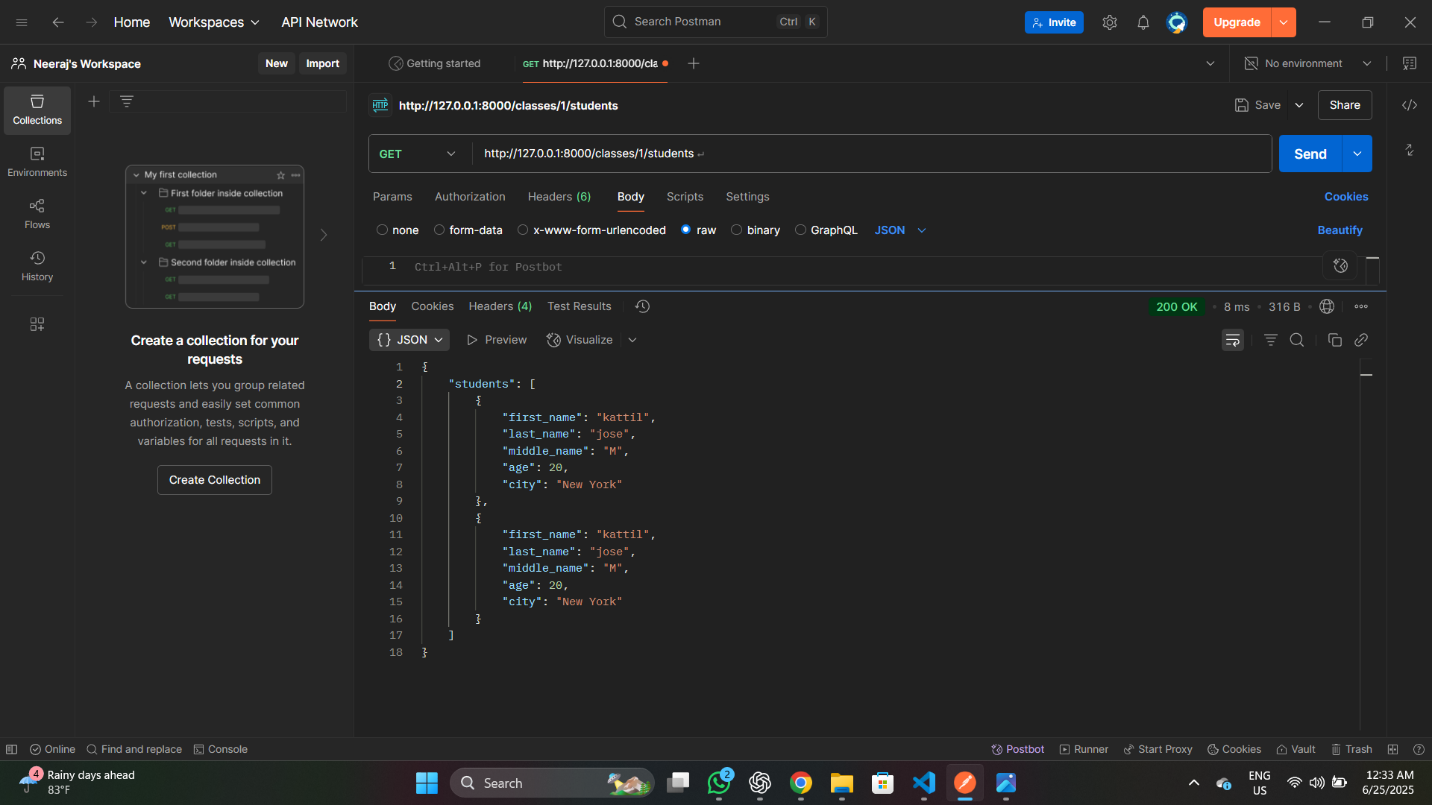 Home Workspaces API Network Search Postman Ctrl K Invite Upgrade
Neeraj's Workspace New Import Getting started GET http://127.0.0.1:8000/cla + No environment
Collections
Environments
Flows
History
My first collection
First folder inside collection
GET
POST
GET
Second folder inside collection
GET
GET
Create a collection for your
requests
A collection lets you group related
requests and easily set common
authorization, tests, scripts, and
variables for all requests in it.
Create Collection
HTTP http://127.0.0.1:8000/classes/1/students Save Share
GET http://127.0.0.1:8000/classes/1/students Send
Params Authorization Headers (6) Body Scripts Settings Cookies
none form-data x-www-form-urlencoded raw binary GraphQL JSON Beautify
1 Ctrl+Alt+P for Postbot
Body Cookies Headers (4) Test Results 200 OK 8 ms 316 B
{} JSON Preview Visualize
1 {
2 "students": [
3 {
4 "first_name": "kattil",
5 "last_name": "jose",
6 "middle_name": "M",
7 "age": 20,
8 "city": "New York"
9 },
10 {
11 "first_name": "kattil",
12 "last_name": "jose",
13 "middle_name": "M",
14 "age": 20,
15 "city": "New York"
16 }
17 ]
18 }
Online Find and replace Console Postbot Runner Start Proxy Cookies Vault Trash
4 Rainy days ahead
83°F
Search
2
ENG
US
12:33 AM
6/25/2025